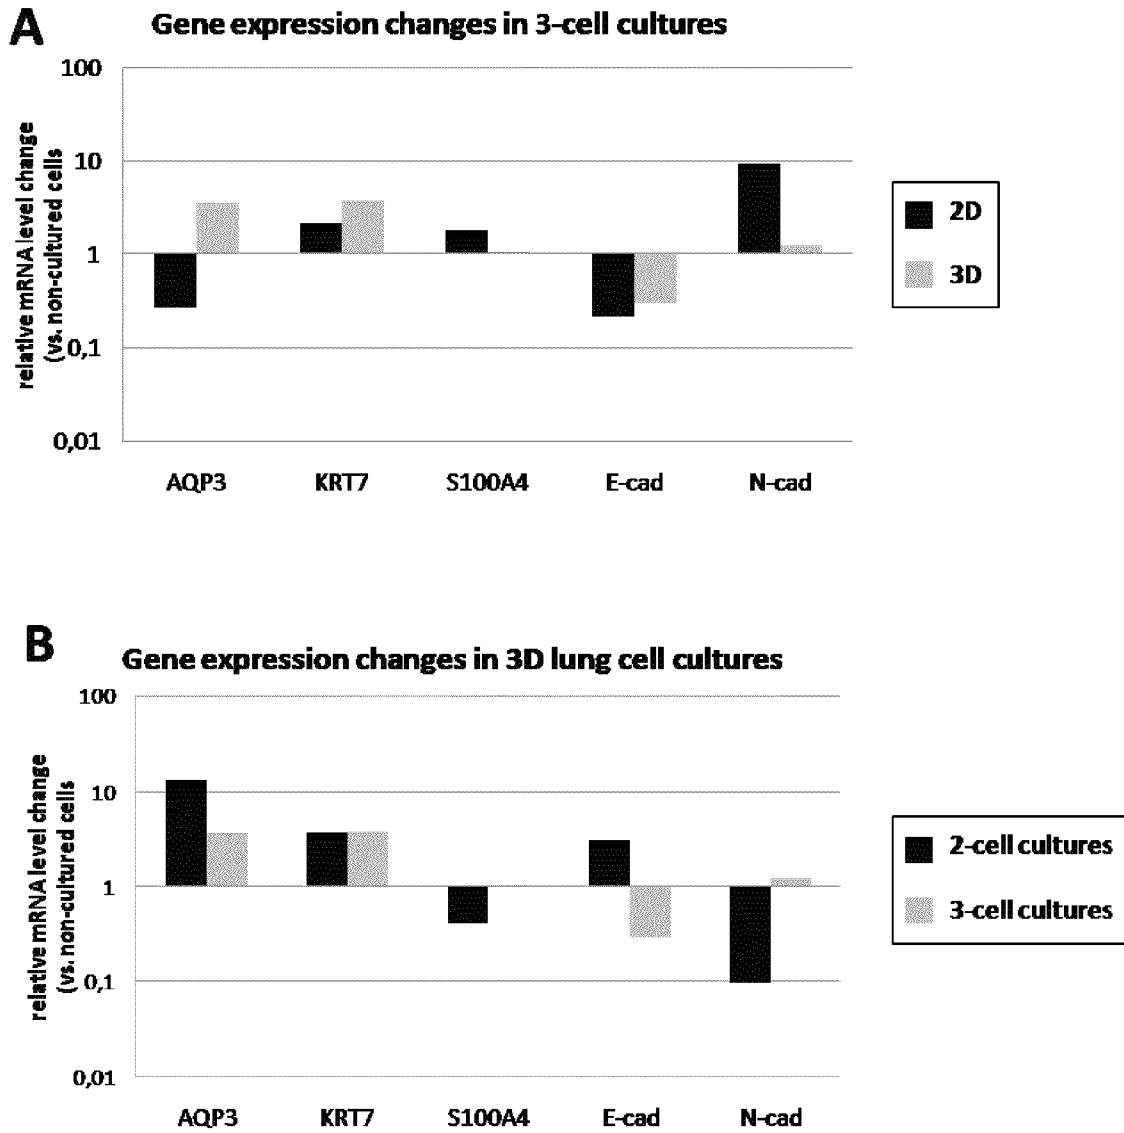 A
Gene expression changes in 3-cell cultures
relative mRNA level change
(vs. non-cultured cells
100
10
1
0,1
0,01
AQP3 KRT7 S100A4 E-cad N-cad
2D
3D
B
Gene expression changes in 3D lung cell cultures
relative mRNA level change
(vs. non-cultured cells
100
10
1
0,1
0,01
AQP3 KRT7 S100A4 E-cad N-cad
2-cell cultures
3-cell cultures